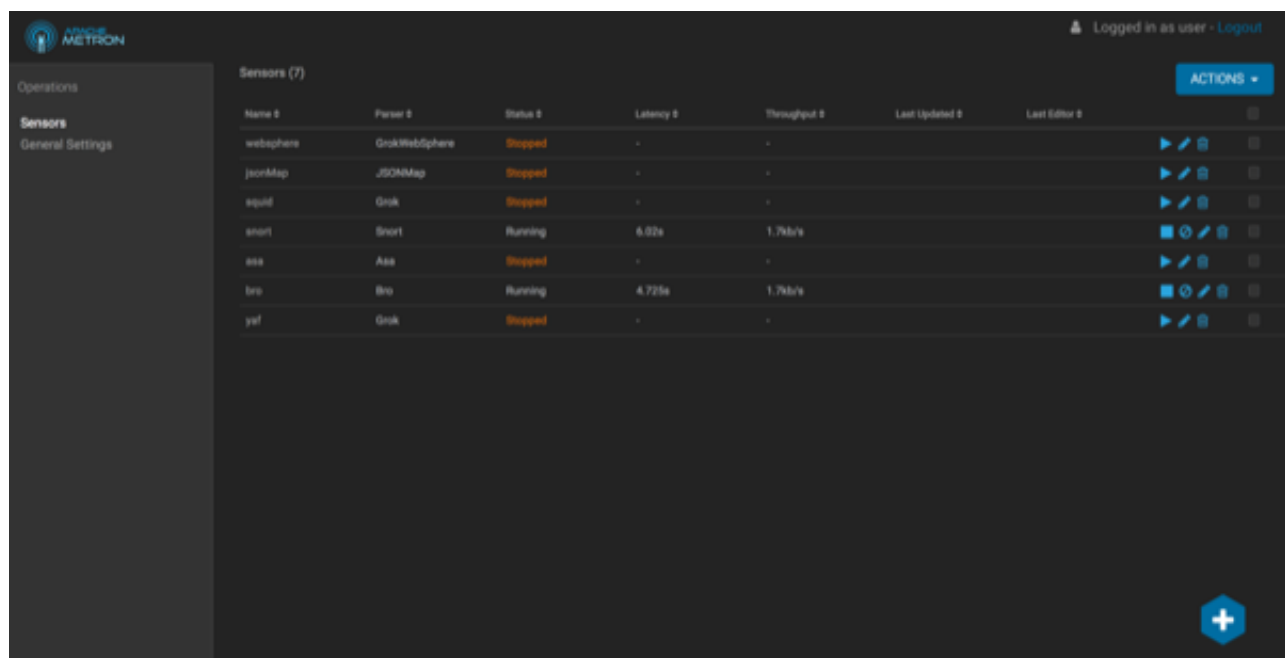 APACHE
METRON
Logged in as user - Logout
Operations
Sensors
General Settings
Sensors (7)
ACTIONS
Name Parser Status Latency Throughput Last Updated Last Editor
websphere GrokWebSphere Stopped - -
jsonMap JSONMap Stopped - -
squid Grok Stopped - -
snort Snort Running 6.02s 1.7kb/s
asa Asa Stopped - -
bro Bro Running 4.725s 1.7kb/s
yaf Grok Stopped - -